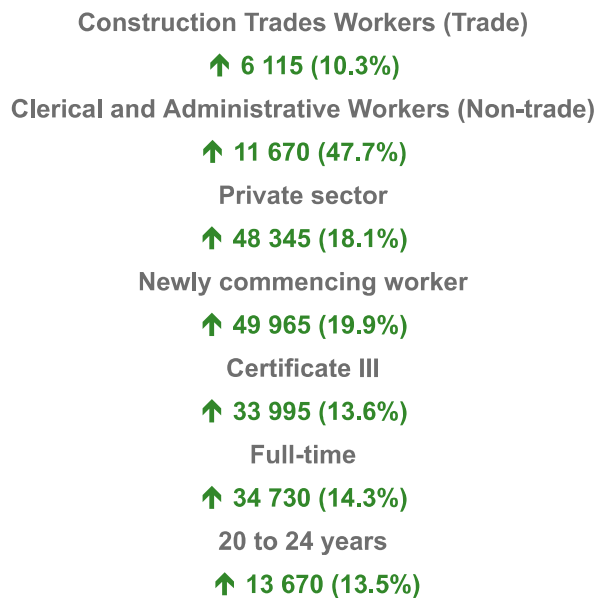 Construction Trades Workers (Trade)
↑ 6 115 (10.3%)
Clerical and Administrative Workers (Non-trade)
↑ 11 670 (47.7%)
Private sector
↑ 48 345 (18.1%)
Newly commencing worker
↑ 49 965 (19.9%)
Certificate III
↑ 33 995 (13.6%)
Full-time
↑ 34 730 (14.3%)
20 to 24 years
↑ 13 670 (13.5%)